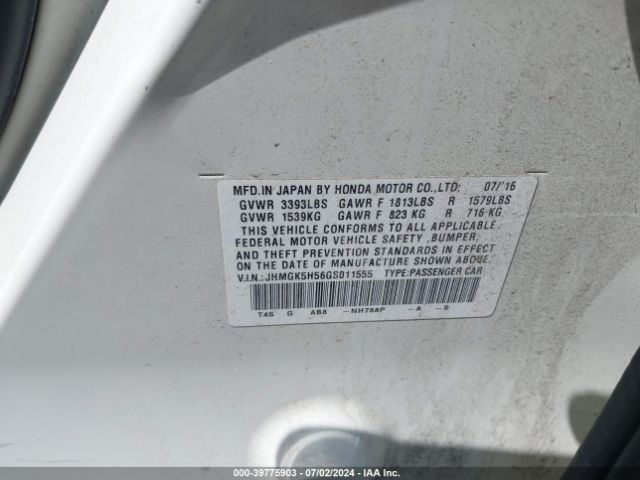 MFD.IN JAPAN BY HONDA MOTOR CO.,LTD. 07/'16
GVWR 3393LBS GAWR F 1813LBS R 1579LBS
GVWR 1539KG GAWR F 823 KG R 716 KG
THIS VEHICLE CONFORMS TO ALL APPLICABLE
FEDERAL MOTOR VEHICLE SAFETY ,BUMPER,
AND THEFT PREVENTION STANDARDS IN EFFECT
ON THE DATE OF MANUFACTURE SHOWN ABOVE.
V.I.N.:JHMGK5H56GS011555 TYPE:PASSENGER CAR
T4S G AB8 -NH788P -A -S
000-39775903 - 07/02/2024 - IAA Inc.